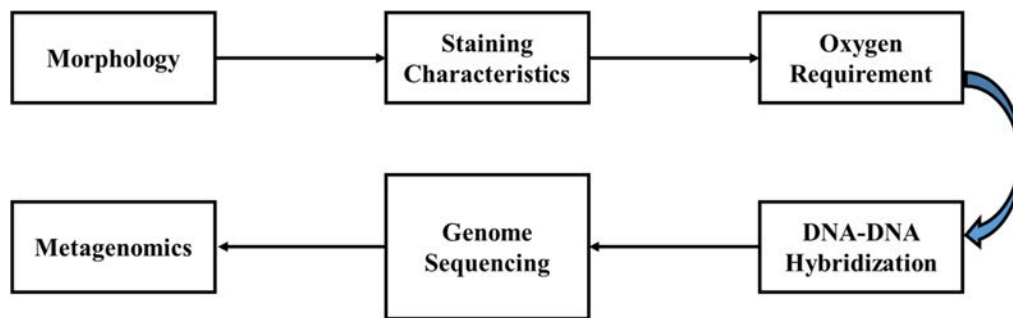 Morphology
Staining
Characteristics
Oxygen
Requirement
DNA-DNA
Hybridization
Genome
Sequencing
Metagenomics